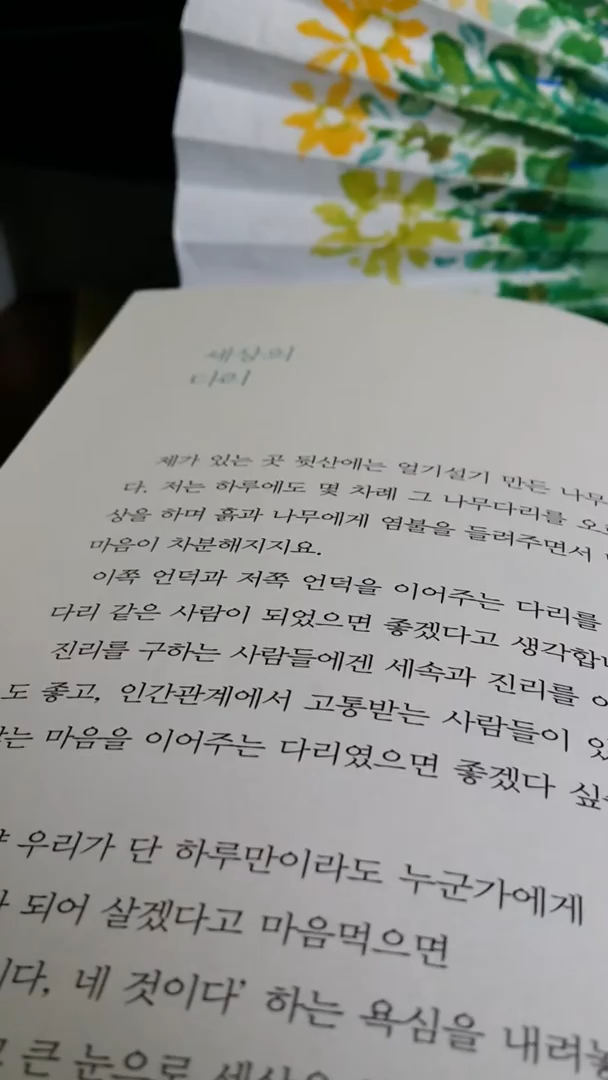 세상의
다리
제가 있는 곳 뒷산에는 얼기설기 만든 나무
다. 저는 하루에도 몇 차례 그 나무다리를
상을 하며 흙과 나무에게 염불을 들려주면서
마음이 차분해지지요.
이쪽 언덕과 저쪽 언덕을 이어주는 다리를
다리 같은 사람이 되었으면 좋겠다고
진리를 구하는 사람들에겐 세속과 진리를
도 좋고, 인간관계에서 고통받는 사람들이
는 마음을 이어주는 다리였으면 좋겠다
우리가 단 하루만이라도 누군가에게
되어 살겠다고 마음먹으면
네 것이다’ 하는 욕심을
큰 눈으로